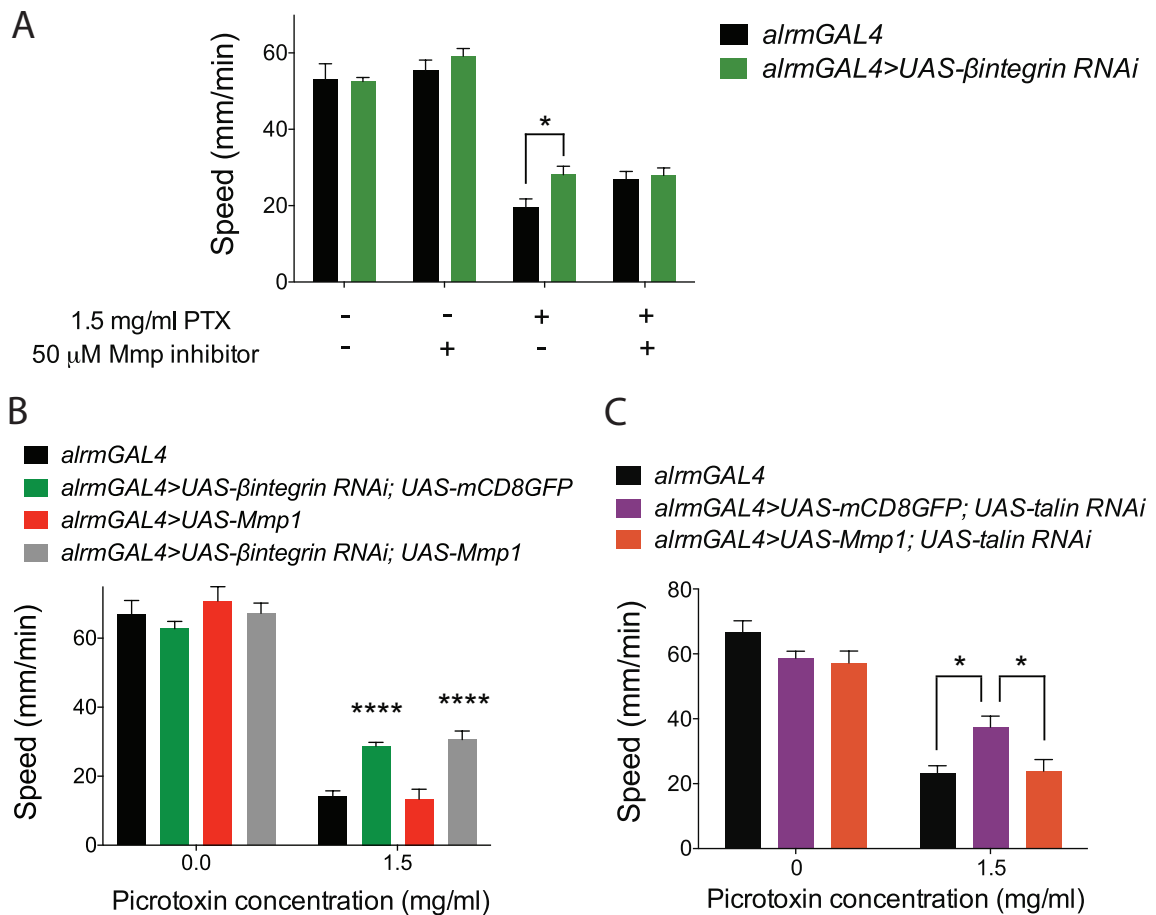 A
alrmGAL4
alrmGAL4>UAS-βintegrin RNAi
Speed (mm/min)
60
40
20
0
*
1.5 mg/ml PTX - - + +
50 μM Mmp inhibitor - + - +
B
alrmGAL4
alrmGAL4>UAS-βintegrin RNAi; UAS-mCD8GFP
alrmGAL4>UAS-Mmp1
alrmGAL4>UAS-βintegrin RNAi; UAS-Mmp1
Speed (mm/min)
60
40
20
0
**** ****
0.0 1.5
Picrotoxin concentration (mg/ml)
C
alrmGAL4
alrmGAL4>UAS-mCD8GFP; UAS-talin RNAi
alrmGAL4>UAS-Mmp1; UAS-talin RNAi
Speed (mm/min)
80
60
40
20
0
* *
0 1.5
Picrotoxin concentration (mg/ml)